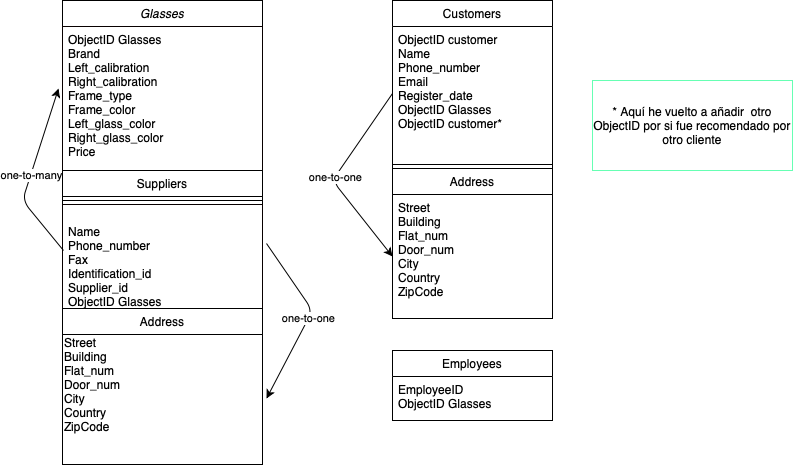 Glasses
ObjectID Glasses
Brand
Left_calibration
Right_calibration
Frame_type
Frame_color
Left_glass_color
Right_glass_color
Price
one-to-many
Suppliers
Name
Phone_number
Fax
Identification_id
Supplier_id
ObjectID Glasses
one-to-one
Address
Street
Building
Flat_num
Door_num
City
Country
ZipCode
Customers
ObjectID customer
Name
Phone_number
Email
Register_date
ObjectID Glasses
ObjectID customer*
one-to-one
Address
Street
Building
Flat_num
Door_num
City
Country
ZipCode
Employees
EmployeeID
ObjectID Glasses
* Aquí he vuelto a añadir otro
ObjectID por si fue recomendado por
otro cliente